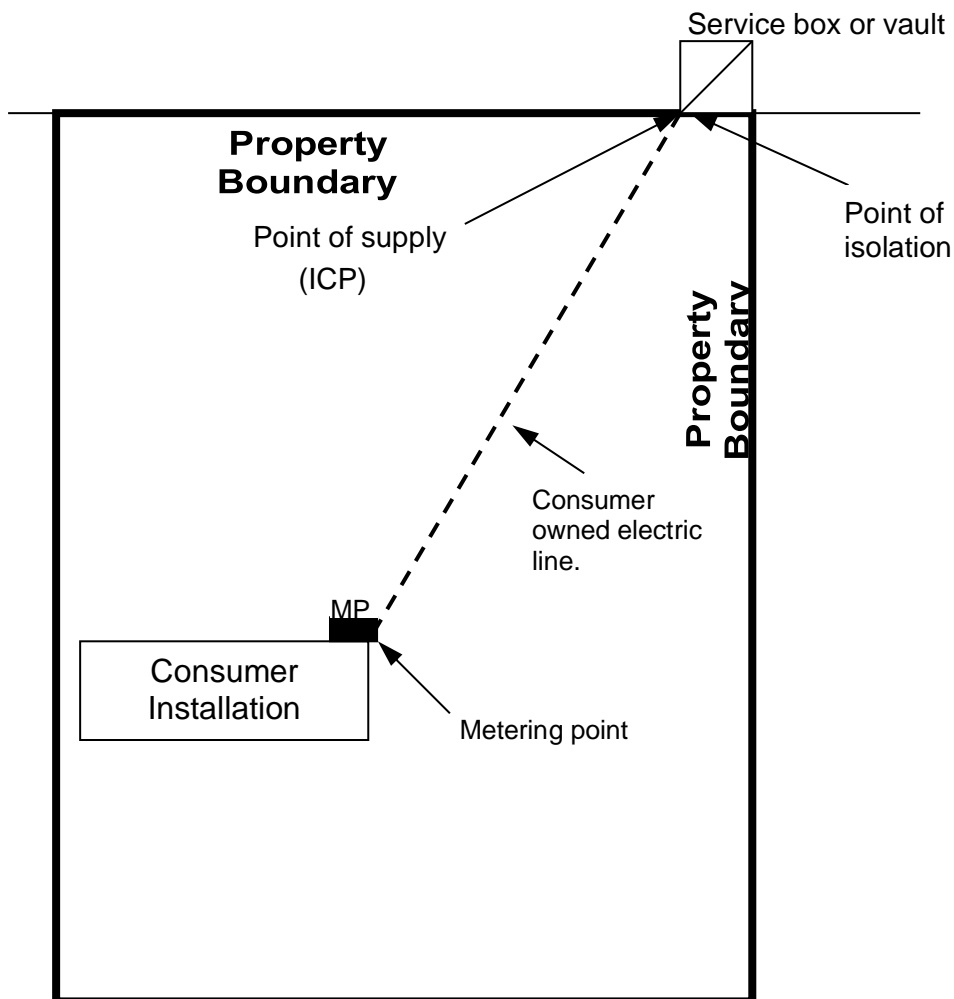 Service box or vault
Property
Boundary
Point of supply
(ICP)
Point of
isolation
Property
Boundary
Consumer
owned electric
line.
MP
Consumer
Installation
Metering point